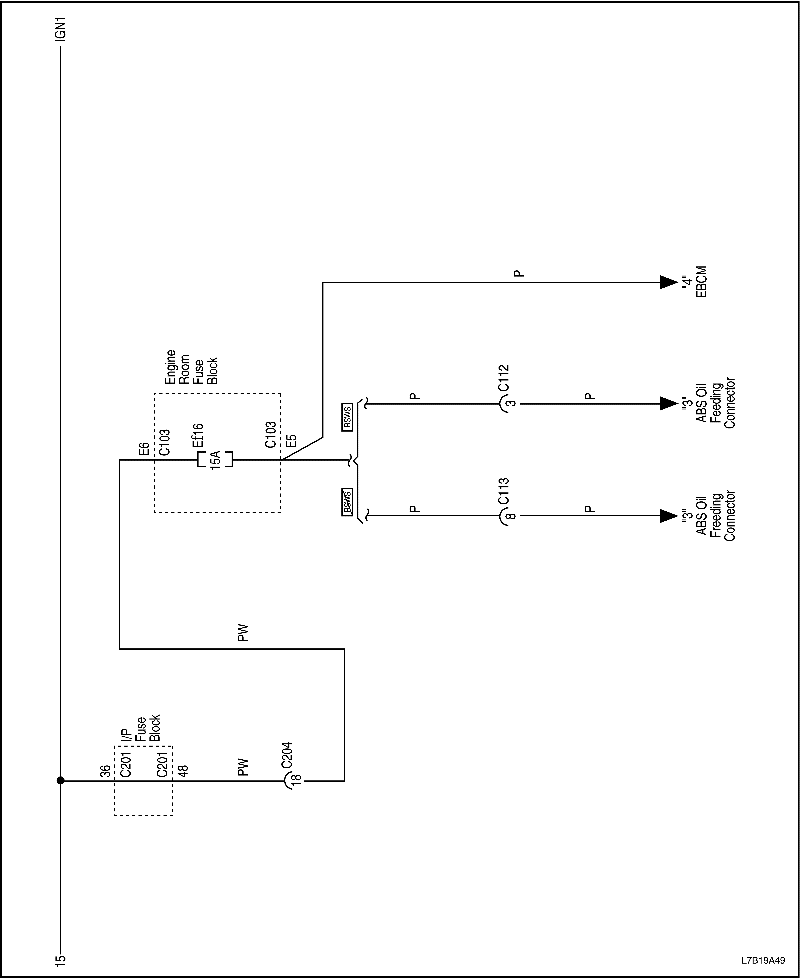 IGN1
15
36
C201
I/P
Fuse
Block
C201
48
PW
C204
18
PW
E6
C103
Engine
Room
Fuse
Block
Ef16
15A
C103
E5
P
"4"
EBCM
BSWS
P
C112
3
P
"3"
ABS Oil
Feeding
Connector
P
C113
8
P
"3"
ABS Oil
Freeding
Connector
L7B19A49